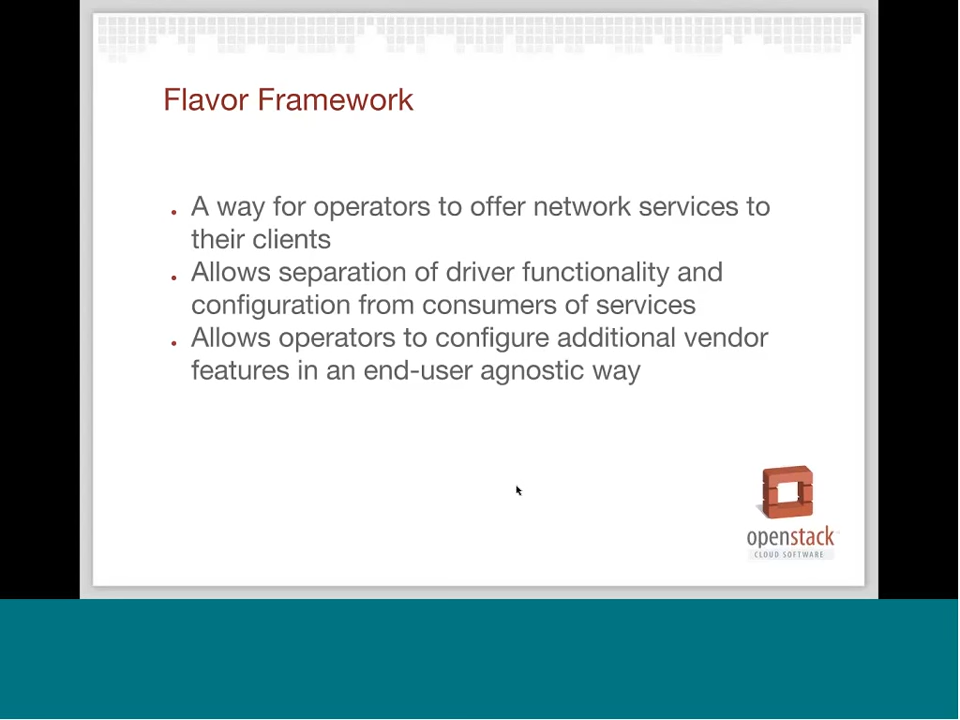 Flavor Framework
. A way for operators to offer network services to
their clients
. Allows separation of driver functionality and
configuration from consumers of services
. Allows operators to configure additional vendor
features in an end-user agnostic way
openstack
CLOUD SOFTWARE